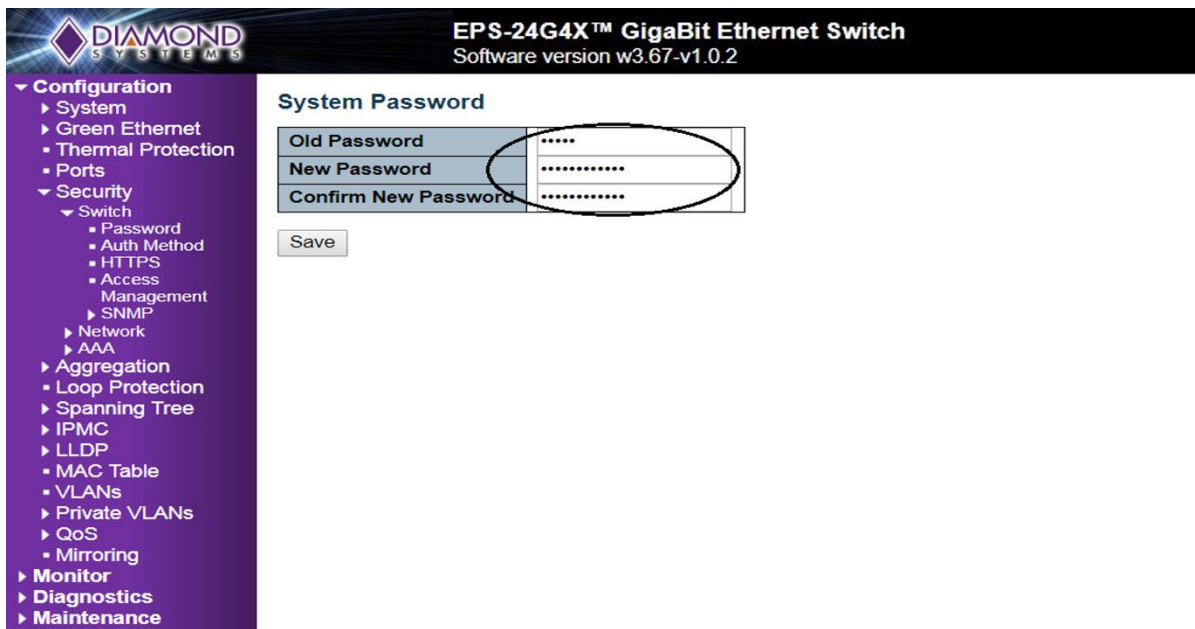 DIAMOND
SYSTEMS
EPS-24G4X™ GigaBit Ethernet Switch
Software version w3.67-v1.0.2
Configuration
System
Green Ethernet
Thermal Protection
Ports
Security
Switch
Password
Auth Method
HTTPS
Access
Management
SNMP
Network
AAA
Aggregation
Loop Protection
Spanning Tree
IPMC
LLDP
MAC Table
VLANs
Private VLANs
QoS
Mirroring
Monitor
Diagnostics
Maintenance
System Password
Old Password •••••
New Password ••••••••••••
Confirm New Password ••••••••••••
Save